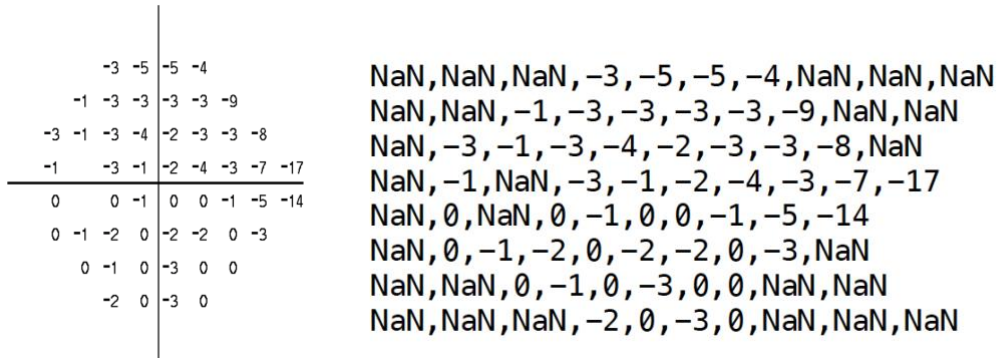 -3 -5 -5 -4
-1 -3 -3 -3 -3 -9
-3 -1 -3 -4 -2 -3 -3 -8
-1 -3 -1 -2 -4 -3 -7 -17
0 0 -1 0 0 -1 -5 -14
0 -1 -2 0 -2 -2 0 -3
0 -1 0 -3 0 0
-2 0 -3 0
NaN,NaN,NaN,-3,-5,-5,-4,NaN,NaN,NaN
NaN,NaN,-1,-3,-3,-3,-3,-9,NaN,NaN
NaN,-3,-1,-3,-4,-2,-3,-3,-8,NaN
NaN,-1,NaN,-3,-1,-2,-4,-3,-7,-17
NaN,0,NaN,0,-1,0,0,-1,-5,-14
NaN,0,-1,-2,0,-2,-2,0,-3,NaN
NaN,NaN,0,-1,0,-3,0,0,NaN,NaN
NaN,NaN,NaN,-2,0,-3,0,NaN,NaN,NaN